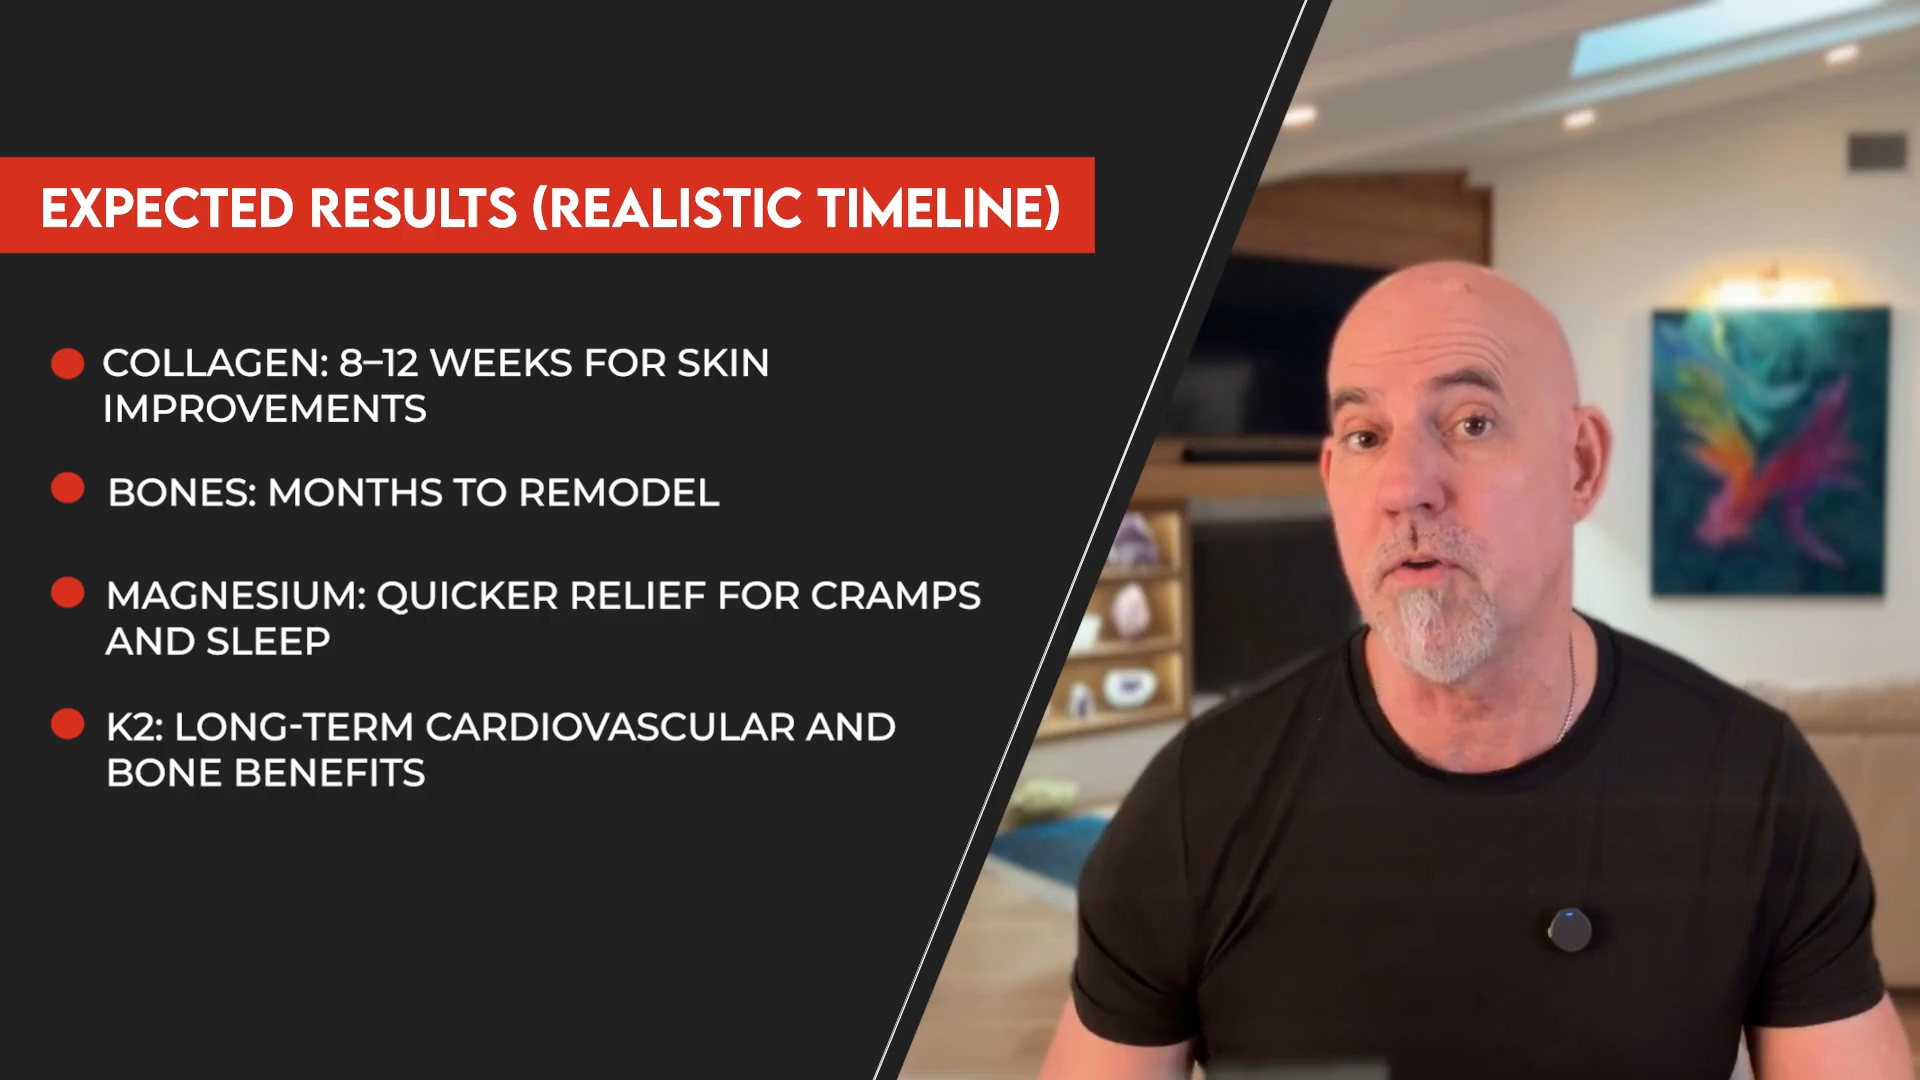 EXPECTED RESULTS (REALISTIC TIMELINE)
COLLAGEN: 8–12 WEEKS FOR SKIN
IMPROVEMENTS
BONES: MONTHS TO REMODEL
MAGNESIUM: QUICKER RELIEF FOR CRAMPS
AND SLEEP
K2: LONG-TERM CARDIOVASCULAR AND
BONE BENEFITS